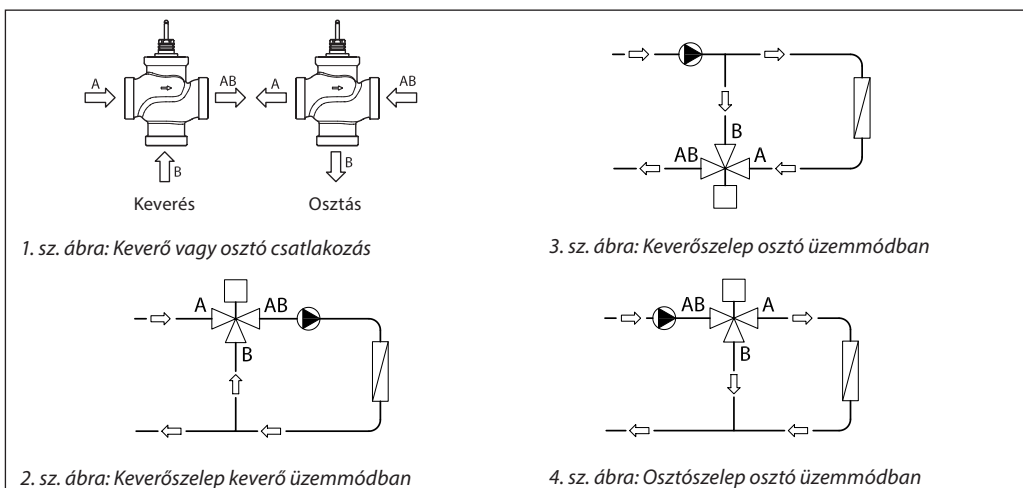 A
AB
B
Keverés
A
AB
B
Osztás
1. sz. ábra: Keverő vagy osztó csatlakozás
A
AB
B
2. sz. ábra: Keverőszelep keverő üzemmódban
B
AB
A
3. sz. ábra: Keverőszelep osztó üzemmódban
AB
A
B
4. sz. ábra: Osztószelep osztó üzemmódban